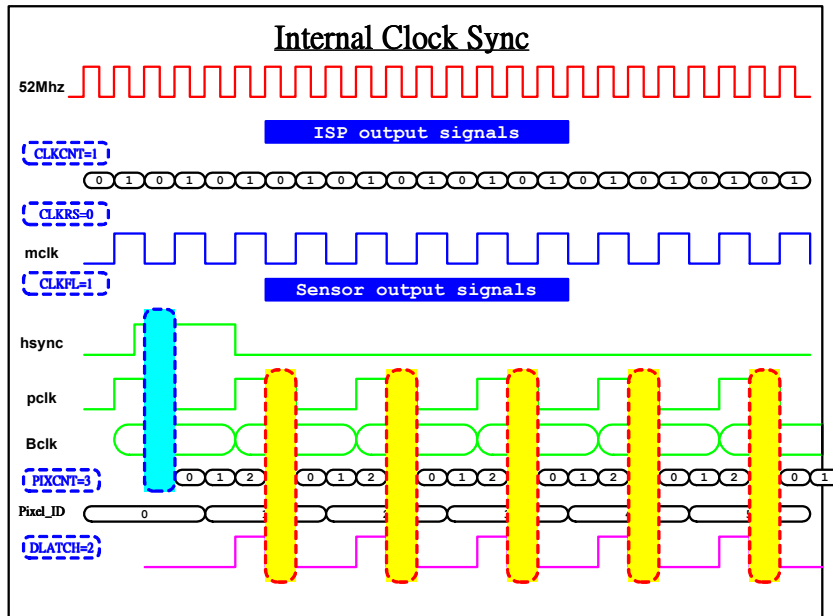 Internal Clock Sync
52Mhz
ISP output signals
CLKCNT=1
0 1 0 1 0 1 0 1 0 1 0 1 0 1 0 1 0 1 0 1 0 1 0 1
CLKRS=0
mclk
CLKFL=1
Sensor output signals
hsync
pclk
Bclk
PIXCNT=3
0 1 2 0 1 2 0 1 2 0 1 2 0 1 2 0 1
Pixel_ID
0
DLATCH=2